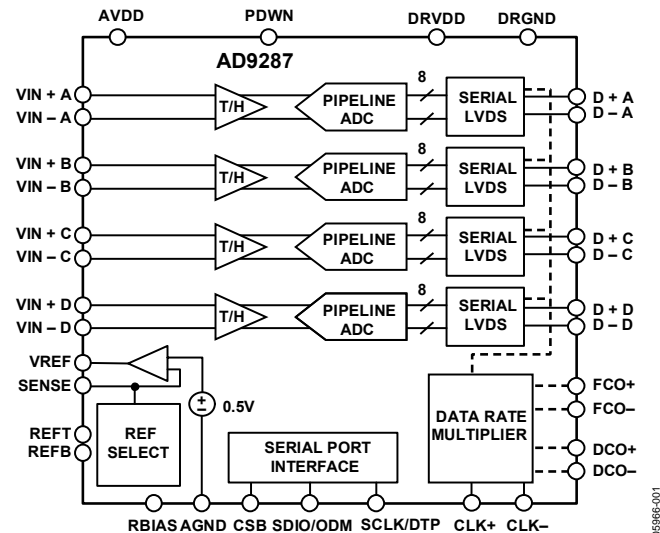 AVDD PDWN DRVDD DRGND
AD9287
VIN + A
VIN – A
T/H
PIPELINE
ADC
8
SERIAL
LVDS
D + A
D – A
VIN + B
VIN – B
T/H
PIPELINE
ADC
8
SERIAL
LVDS
D + B
D – B
VIN + C
VIN – C
T/H
PIPELINE
ADC
8
SERIAL
LVDS
D + C
D – C
VIN + D
VIN – D
T/H
PIPELINE
ADC
8
SERIAL
LVDS
D + D
D – D
VREF
SENSE
+
–
0.5V
REFT
REFB
REF
SELECT
SERIAL PORT
INTERFACE
DATA RATE
MULTIPLIER
FCO+
FCO–
DCO+
DCO–
RBIAS AGND CSB SDIO/ODM SCLK/DTP CLK+ CLK–
05966-001